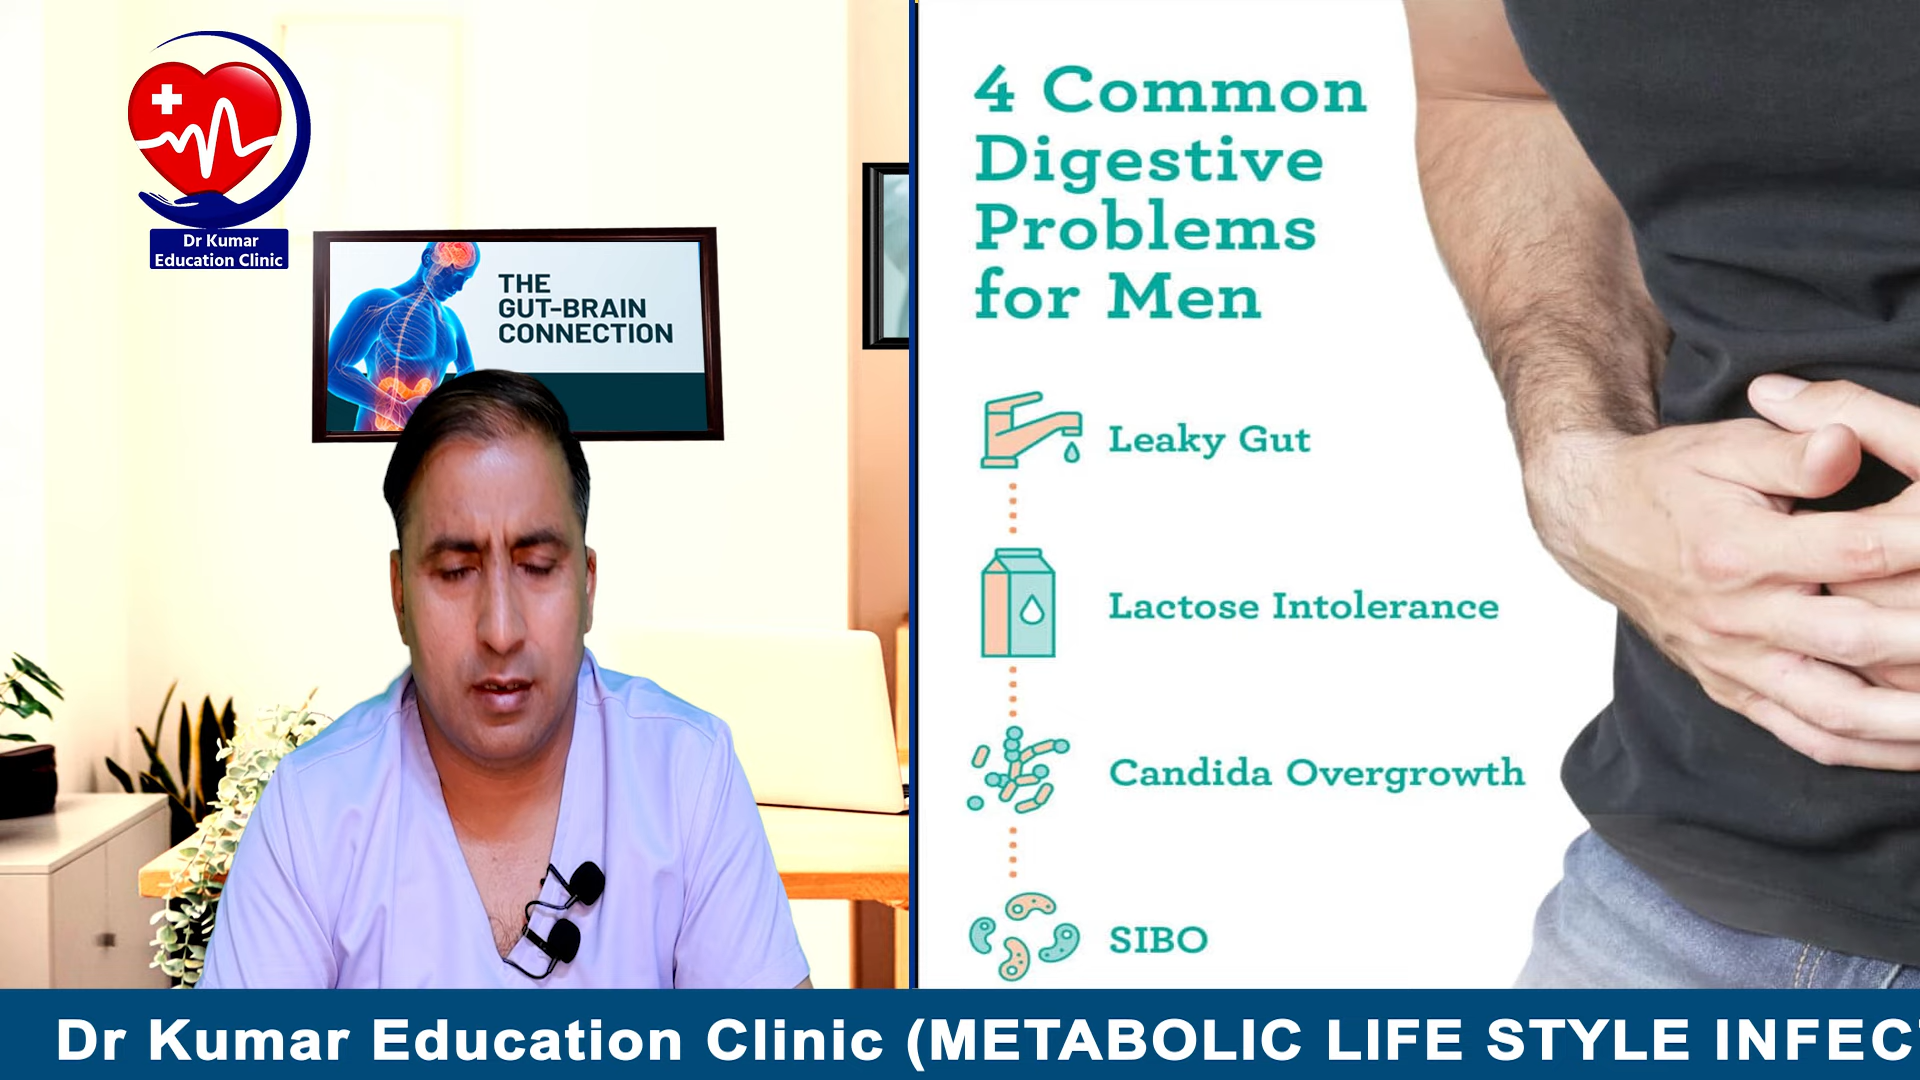 Dr Kumar
Education Clinic
THE
GUT-BRAIN
CONNECTION
4 Common
Digestive
Problems
for Men
Leaky Gut
Lactose Intolerance
Candida Overgrowth
SIBO
Dr Kumar Education Clinic (METABOLIC LIFE STYLE INFEC